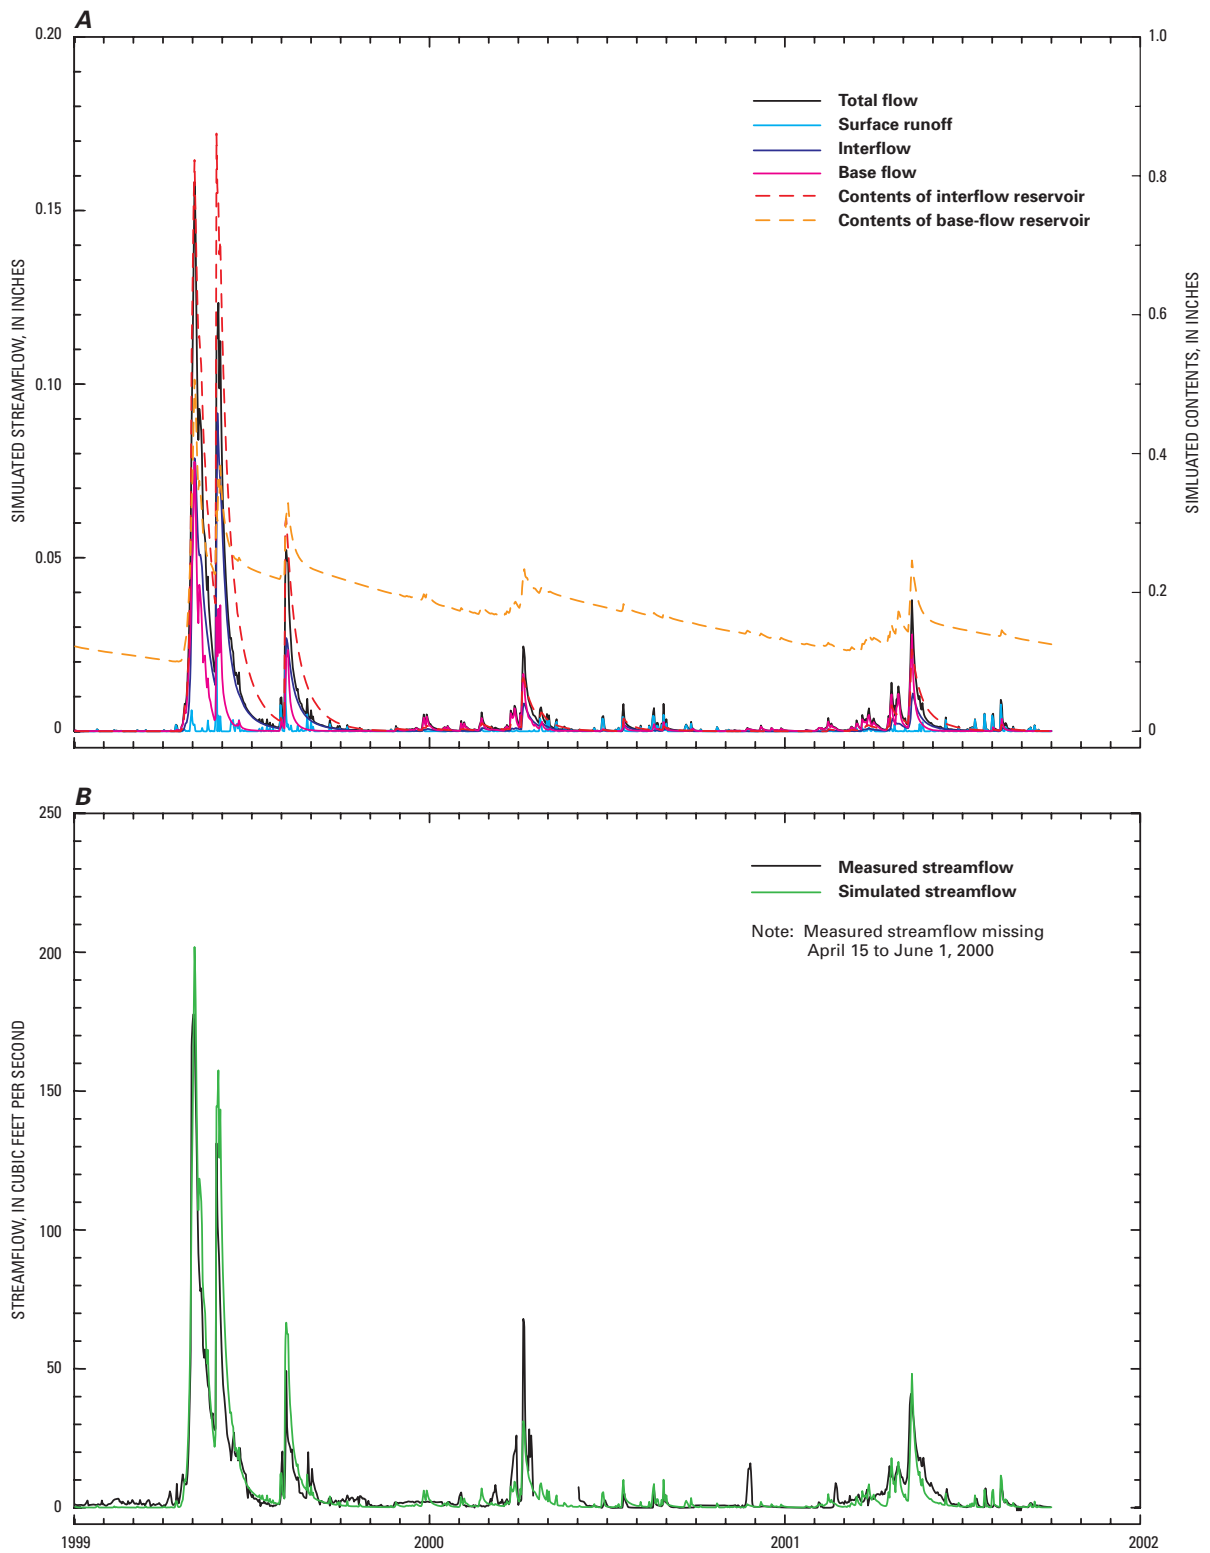 A
0.20
0.15
0.10
0.05
0
SIMULATED STREAMFLOW, IN INCHES
1.0
0.8
0.6
0.4
0.2
0
SIMLUATED CONTENTS, IN INCHES
Total flow
Surface runoff
Interflow
Base flow
Contents of interflow reservoir
Contents of base-flow reservoir
B
250
200
150
100
50
0
STREAMFLOW, IN CUBIC FEET PER SECOND
Measured streamflow
Simulated streamflow
Note: Measured streamflow missing
April 15 to June 1, 2000
1999
2000
2001
2002